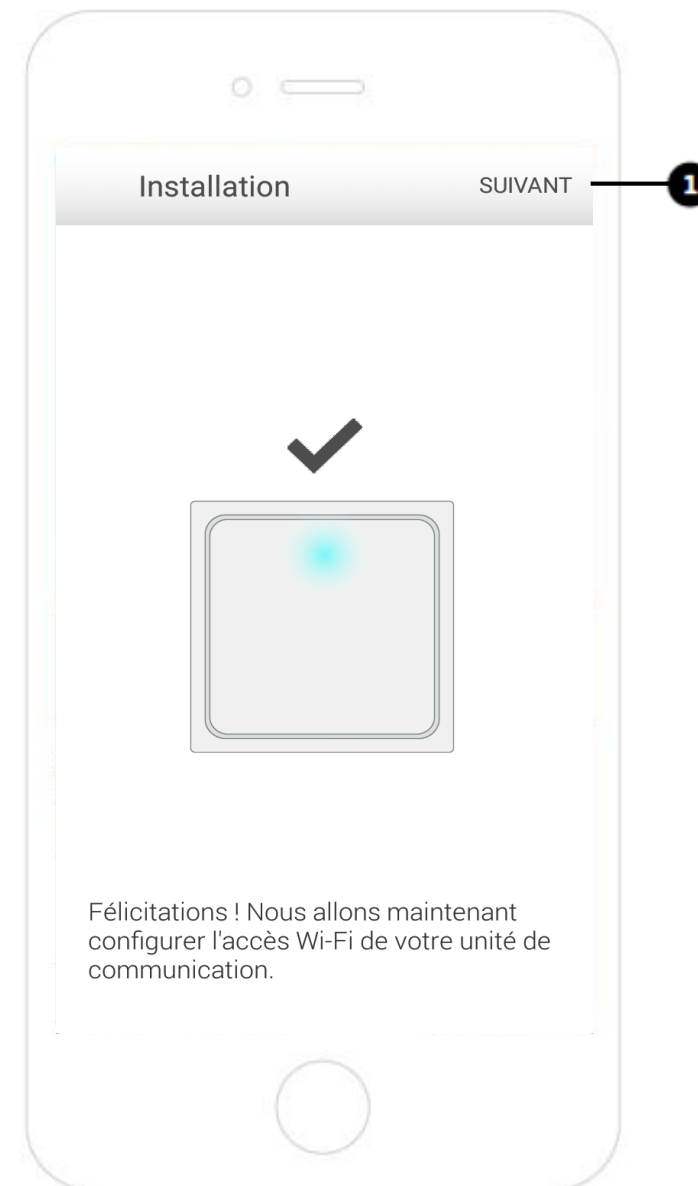 Installation
SUIVANT
1
Félicitations ! Nous allons maintenant
configurer l'accès Wi-Fi de votre unité de
communication.